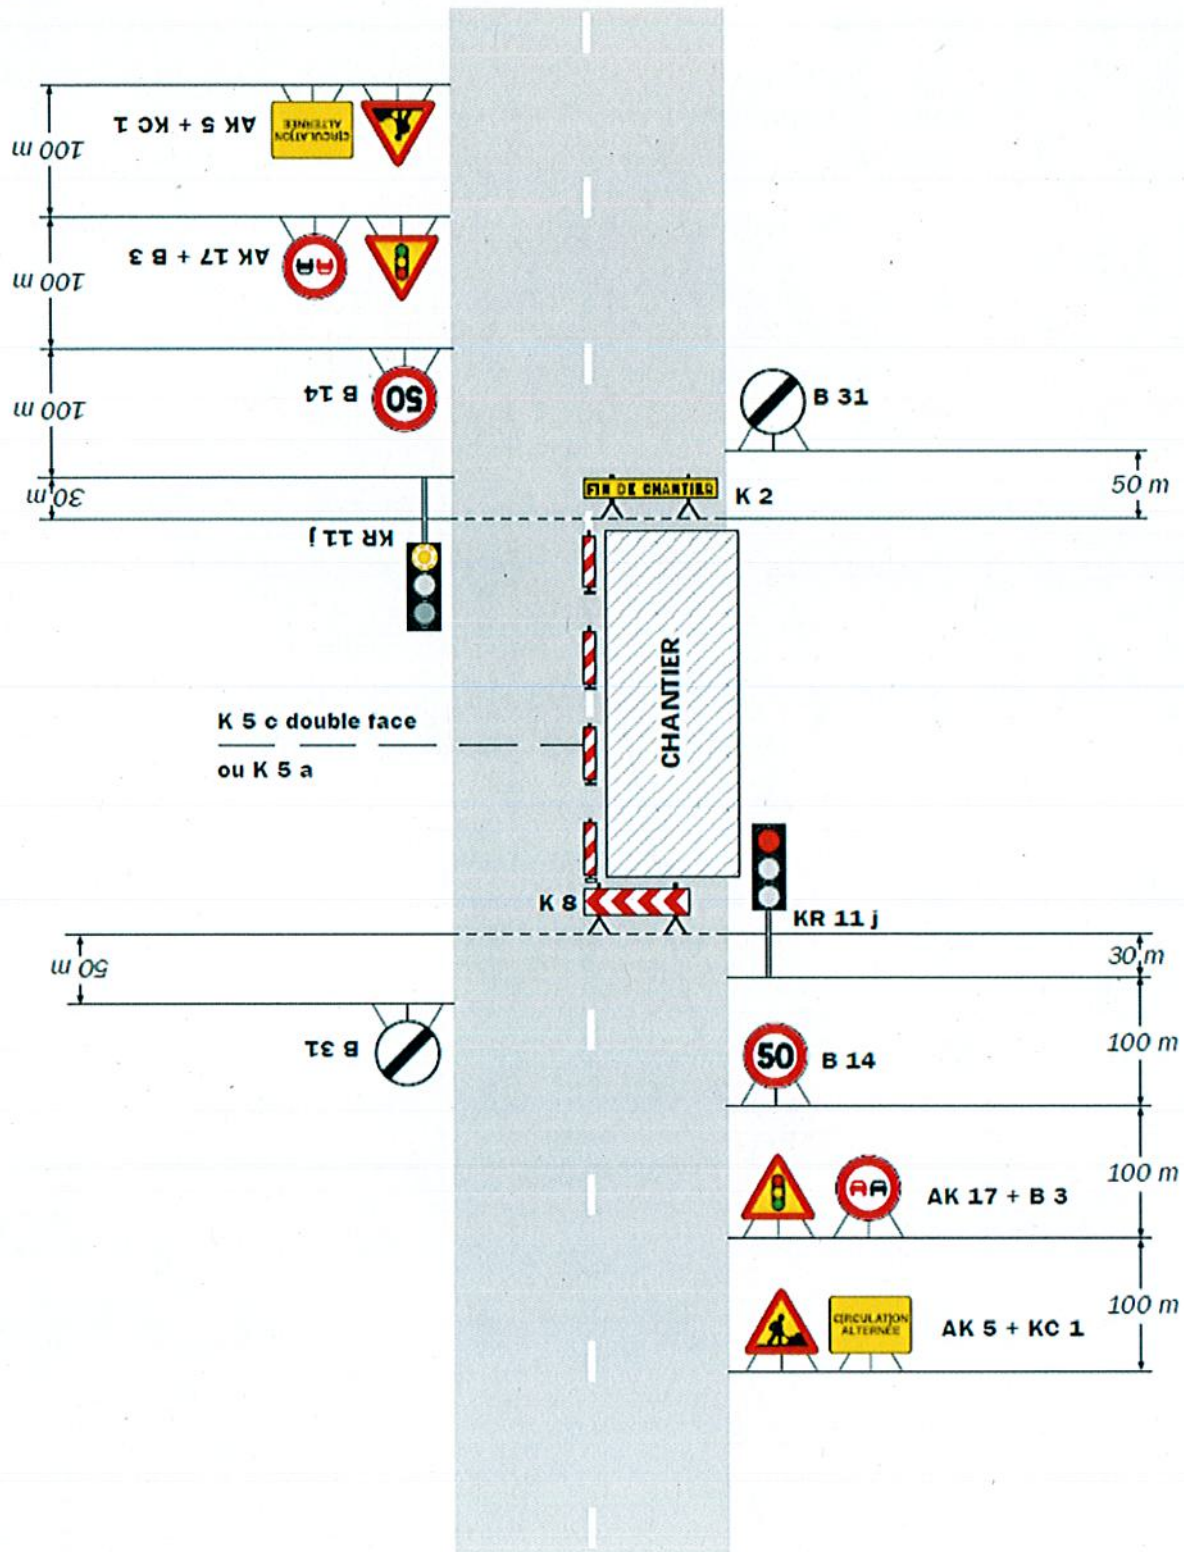 100 m
AK 5 + KC 1
CIRCULATION
ALTERNÉE
100 m
AK 17 + B 3
100 m
B 14
50
B 31
30 m
KR 11 j
FIN DE CHANTIER
K 2
50 m
CHANTIER
K 5 c double face
ou K 5 a
K 8
KR 11 j
50 m
30 m
B 31
50
B 14
100 m
AK 17 + B 3
100 m
CIRCULATION
ALTERNÉE
AK 5 + KC 1
100 m